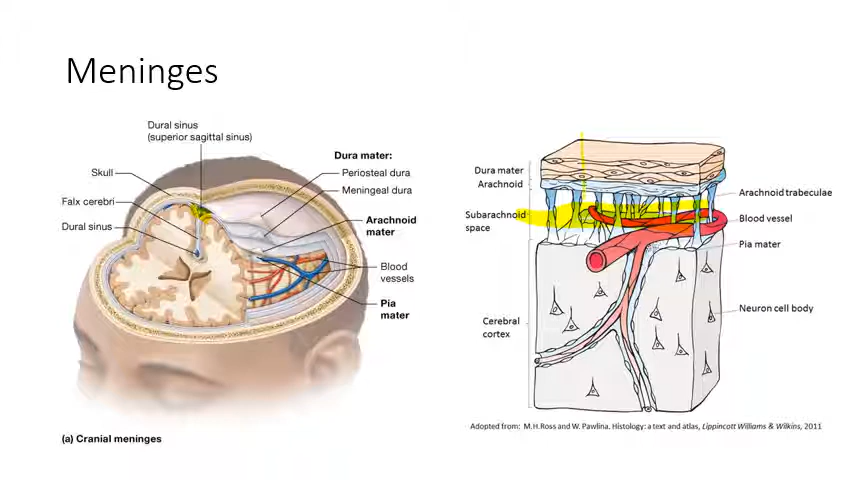 Meninges
Dural sinus
(superior sagittal sinus)
Skull
Falx cerebri
Dural sinus
Dura mater:
Periosteal dura
Meningeal dura
Arachnoid
mater
Blood
vessels
Pia
mater
(a) Cranial meninges
Dura mater
Arachnoid
Subarachnoid
space
Cerebral
cortex
Arachnoid trabeculae
Blood vessel
Pia mater
Neuron cell body
Adopted from: M.H.Ross and W. Pawlina, Histology: a text and atlas, Lippincott Williams & Wilkins, 2011